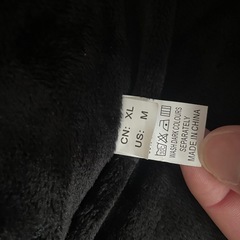 CN: XL
US: M
WASH DARK COLOURS
SEPARATELY
MADE IN CHINA